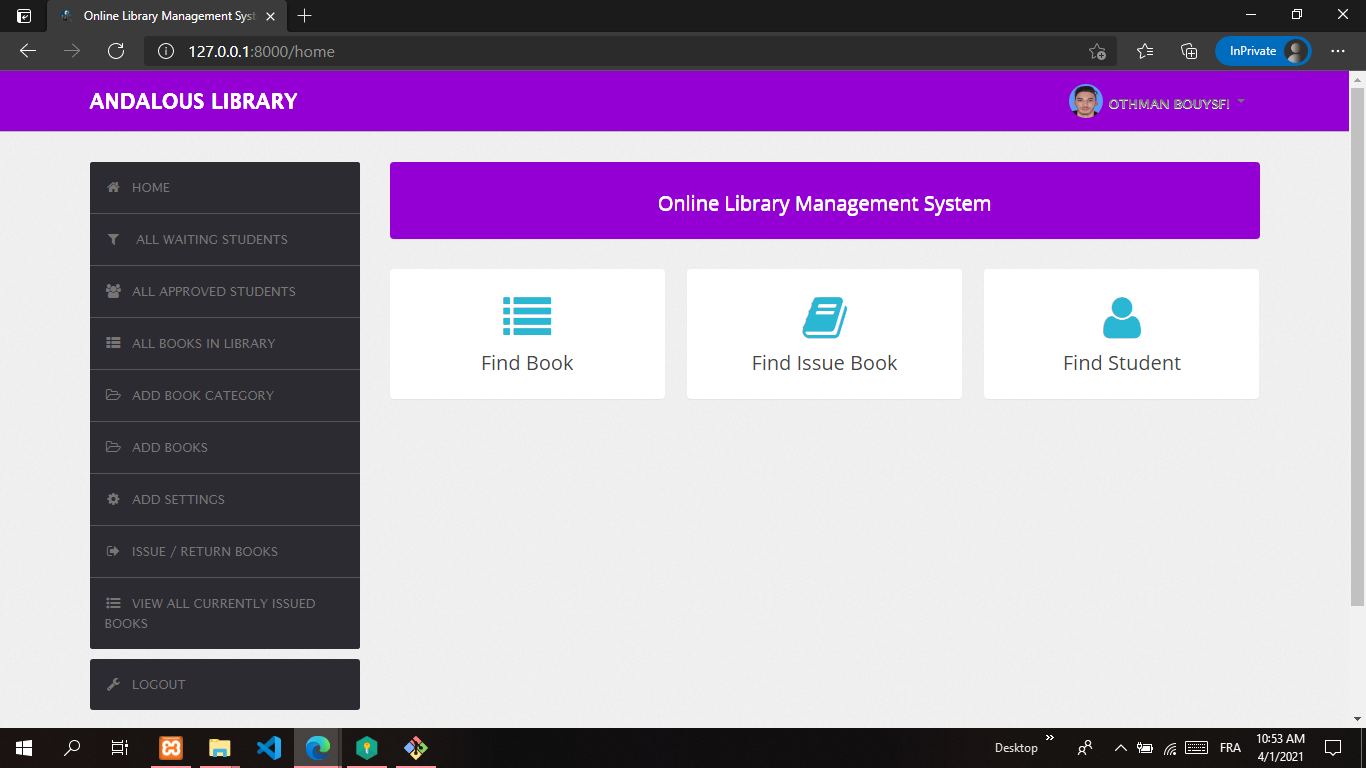 Online Library Management Syst
127.0.0.1:8000/home
InPrivate
ANDALOUS LIBRARY
OTHMAN BOUYSFI
HOME
ALL WAITING STUDENTS
ALL APPROVED STUDENTS
ALL BOOKS IN LIBRARY
ADD BOOK CATEGORY
ADD BOOKS
ADD SETTINGS
ISSUE / RETURN BOOKS
VIEW ALL CURRENTLY ISSUED
BOOKS
LOGOUT
Online Library Management System
Find Book
Find Issue Book
Find Student
Desktop
FRA
10:53 AM
4/1/2021